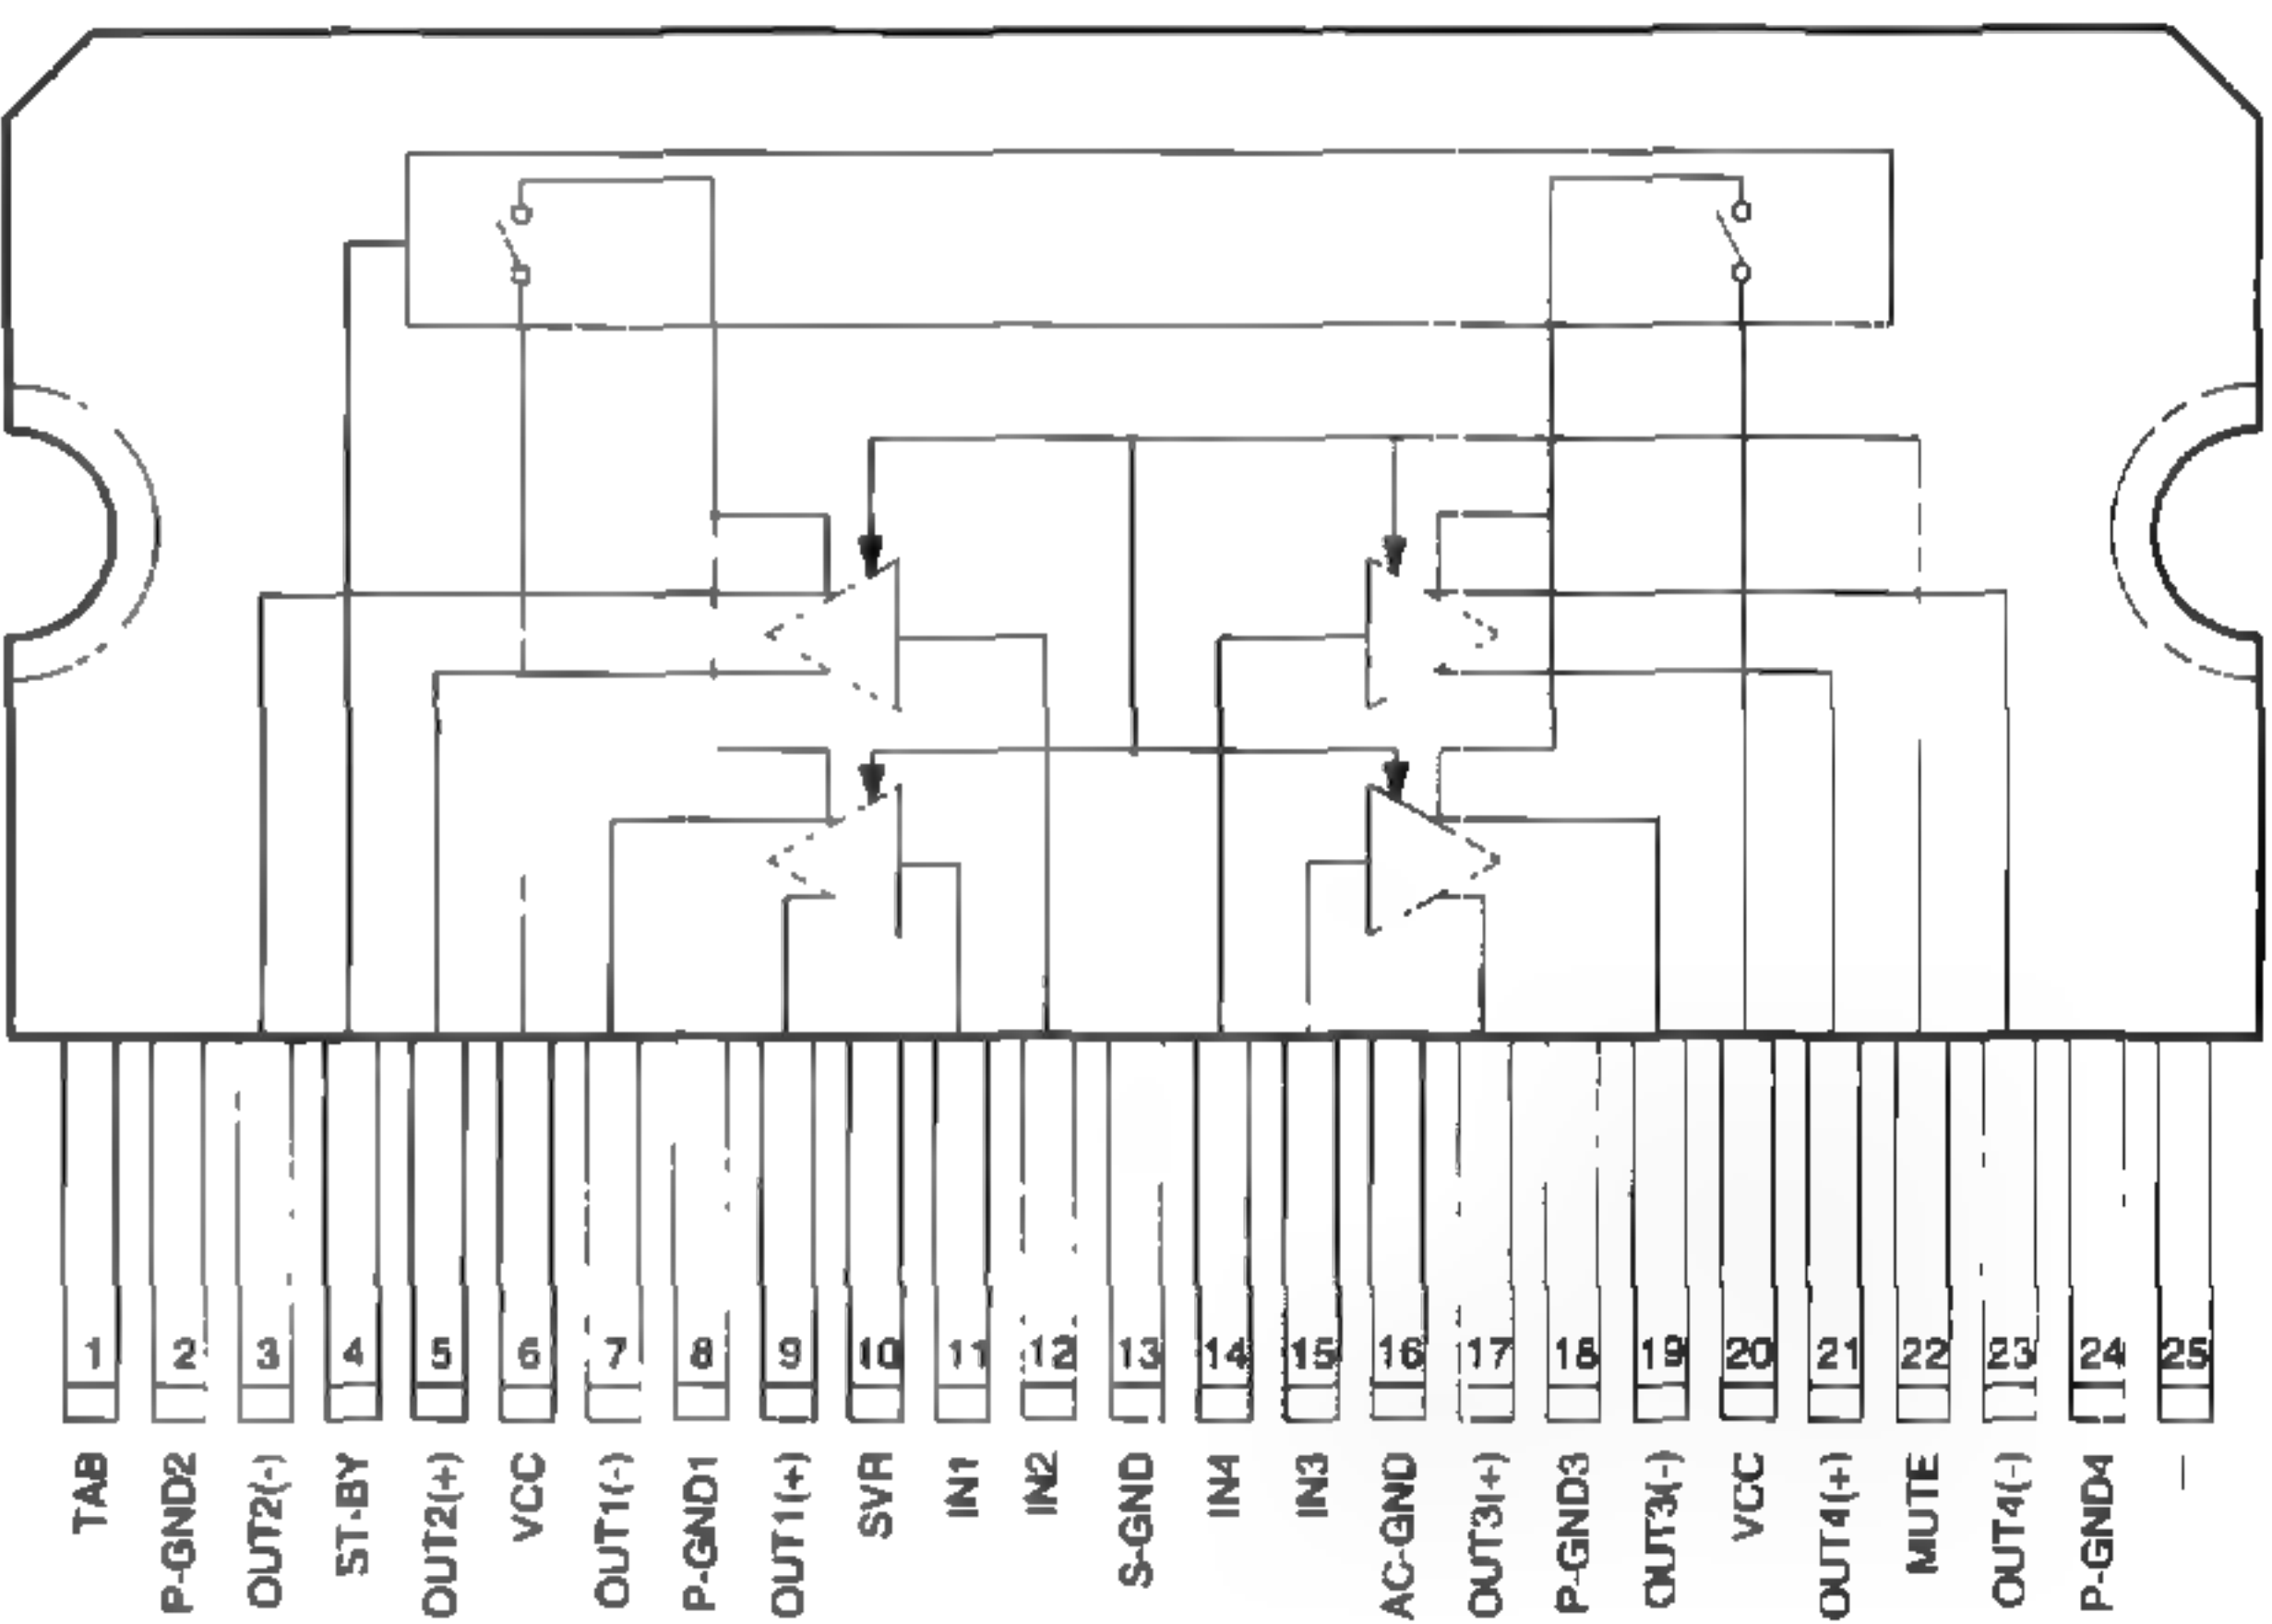 1 2 3 4 5 6 7 8 9 10 11 12 13 14 15 16 17 18 19 20 21 22 23 24 25
TAB
P-GND2
OUT2(-)
ST-BY
OUT2(+)
VCC
OUT1(-)
P-GND1
OUT1(+)
SVR
IN1
IN2
S-GND
IN4
IN3
AC-GND
OUT3(+)
P-GND3
OUT3(-)
VCC
OUT4(+)
MUTE
OUT4(-)
P-GND4
-